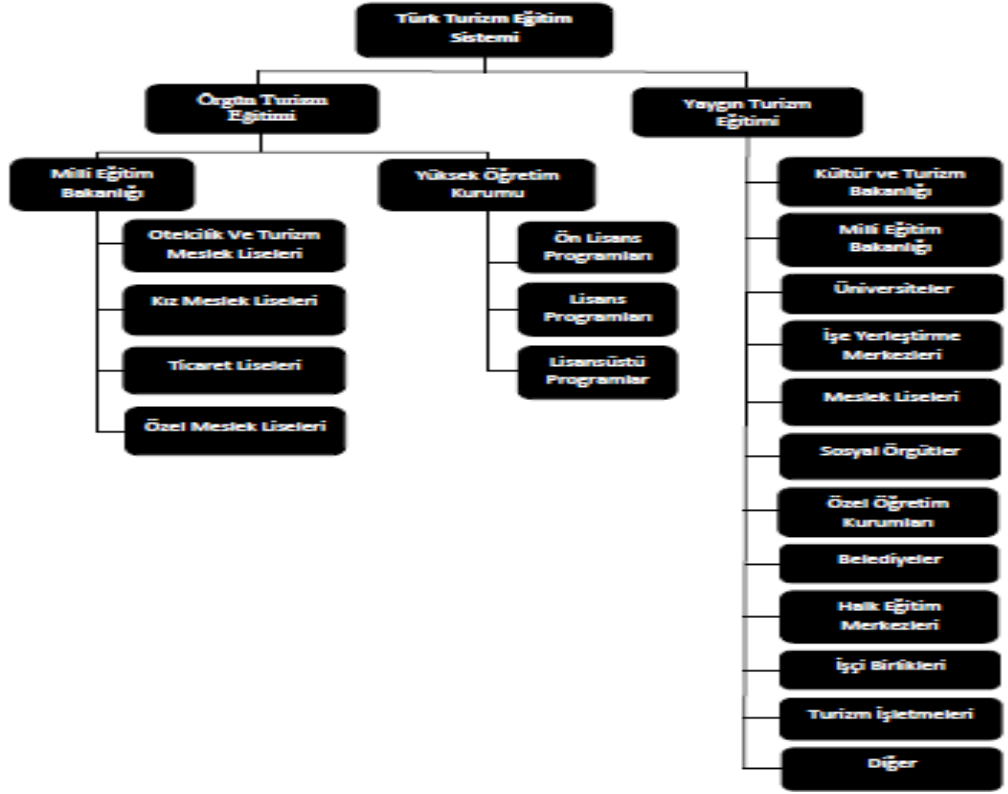 Türk Turizm Eğitim
Sistemi
Örgün Turizm
Eğitimi
Yaygın Turizm
Eğitimi
Milli Eğitim
Bakanlığı
Yüksek Öğretim
Kurumu
Otelcilik Ve Turizm
Meslek Liseleri
Kız Meslek Liseleri
Ticaret Liseleri
Özel Meslek Liseleri
Ön Lisans
Programları
Lisans
Programları
Lisansüstü
Programlar
Kültür ve Turizm
Bakanlığı
Milli Eğitim
Bakanlığı
Üniversiteler
İşe Yerleştirme
Merkezleri
Meslek Liseleri
Sosyal Örgütler
Özel Öğretim
Kurumları
Belediyeler
Halk Eğitim
Merkezleri
İşçi Birlikleri
Turizm İşletmeleri
Diğer